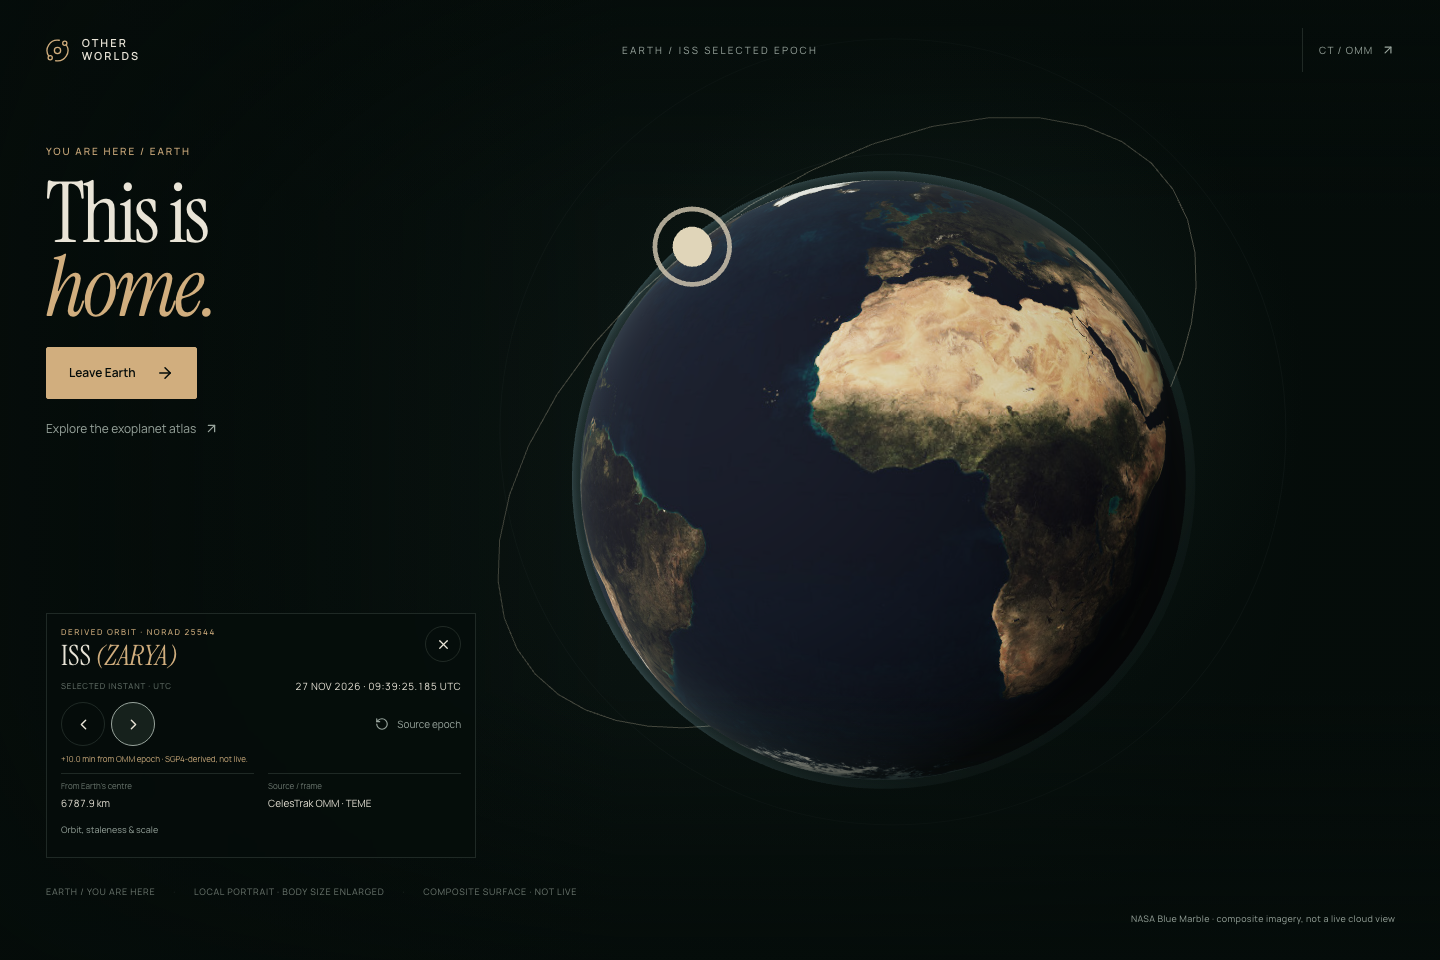 OTHER
WORLDS
EARTH / ISS SELECTED EPOCH
CT / OMM
YOU ARE HERE / EARTH
This is
home.
Leave Earth
Explore the exoplanet atlas
DERIVED ORBIT · NORAD 25544
ISS (ZARYA)
SELECTED INSTANT · UTC
27 NOV 2026 · 09:39:25.185 UTC
Source epoch
+10.0 min from OMM epoch · SGP4-derived, not live.
From Earth's centre
6787.9 km
Source / frame
CelesTrak OMM · TEME
Orbit, staleness & scale
EARTH / YOU ARE HERE · LOCAL PORTRAIT · BODY SIZE ENLARGED · COMPOSITE SURFACE · NOT LIVE
NASA Blue Marble · composite imagery, not a live cloud view